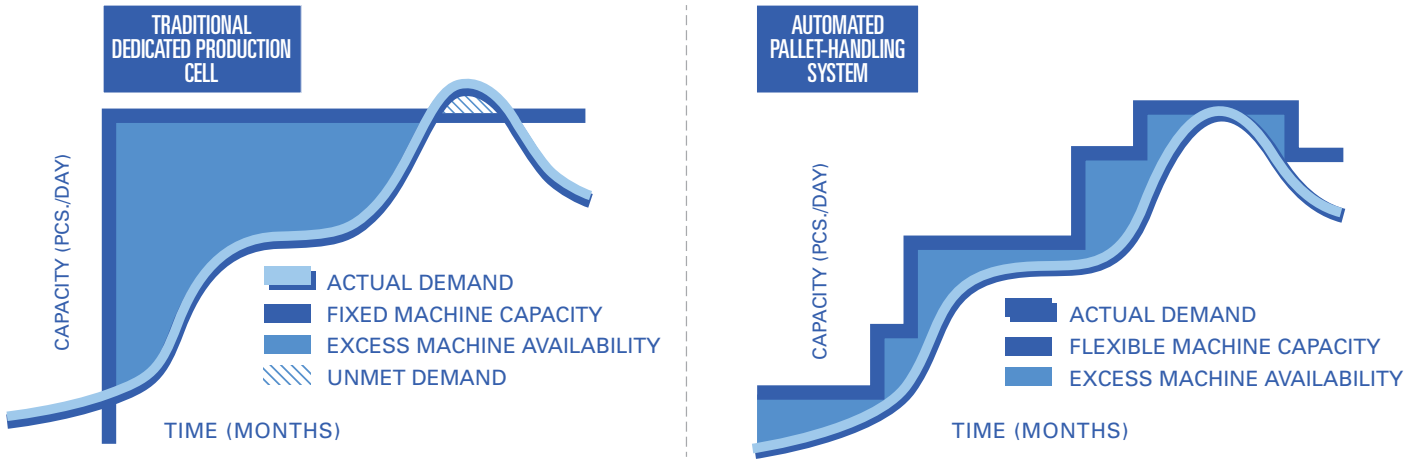 TRADITIONAL
DEDICATED PRODUCTION
CELL
CAPACITY (PCS./DAY)
ACTUAL DEMAND
FIXED MACHINE CAPACITY
EXCESS MACHINE AVAILABILITY
UNMET DEMAND
TIME (MONTHS)
AUTOMATED
PALLET-HANDLING
SYSTEM
CAPACITY (PCS./DAY)
ACTUAL DEMAND
FLEXIBLE MACHINE CAPACITY
EXCESS MACHINE AVAILABILITY
TIME (MONTHS)